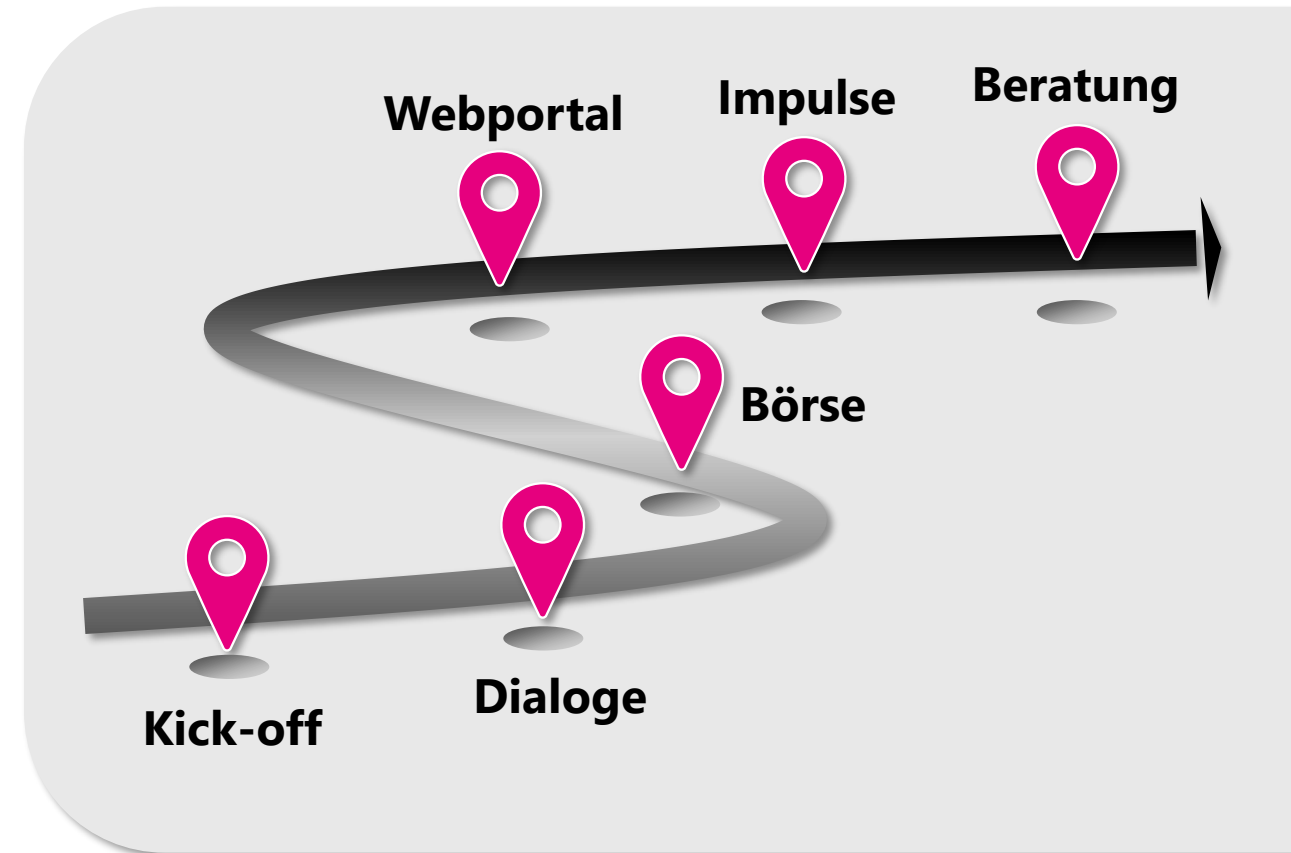 Webportal
Impulse
Beratung
Börse
Dialoge
Kick-off